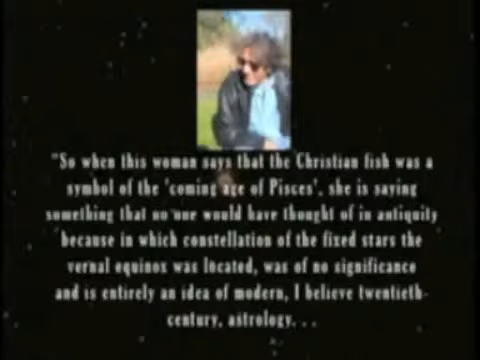 "So when this woman says that the Christian fish was a
symbol of the 'coming age of Pisces', she is saying
something that no one would have thought of in antiquity
because in which constellation of the fixed stars the
vernal equinox was located, was of no significance
and is entirely an idea of modern, I believe twentieth-
century, astrology. . .